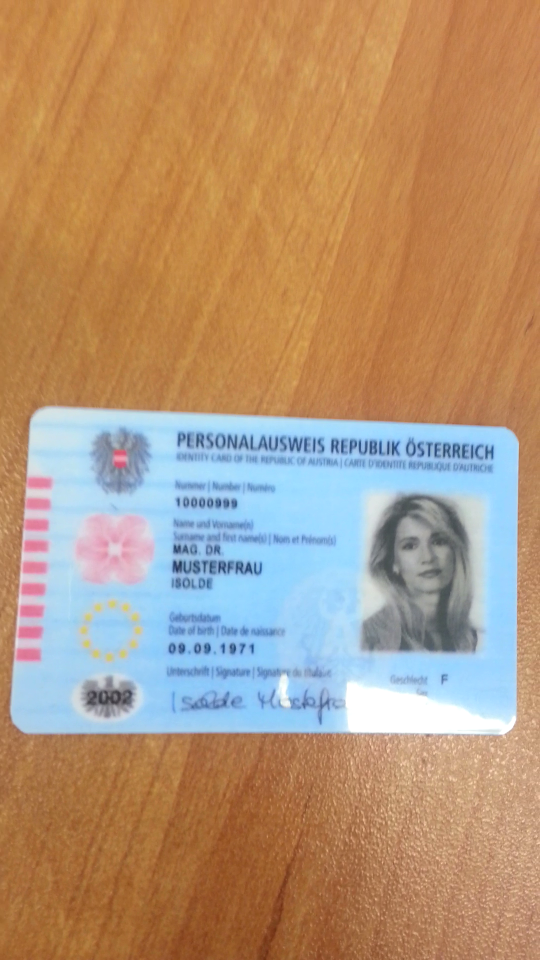 PERSONALAUSWEIS REPUBLIK ÖSTERREICH
IDENTITY CARD OF THE REPUBLIC OF AUSTRIA | CARTE D'IDENTITE REPUBLIQUE D'AUTRICHE
Nummer | Number | Numéro
10000999
Name und Vorname(n)
Surname and first name(s) | Nom et Prénom(s)
MAG. DR.
MUSTERFRAU
ISOLDE
Geburtsdatum
Date of birth | Date de naissance
09.09.1971
Unterschrift | Signature | Signature du titulaire
Isolde Musterfra
Geschlecht F
Sex
2002